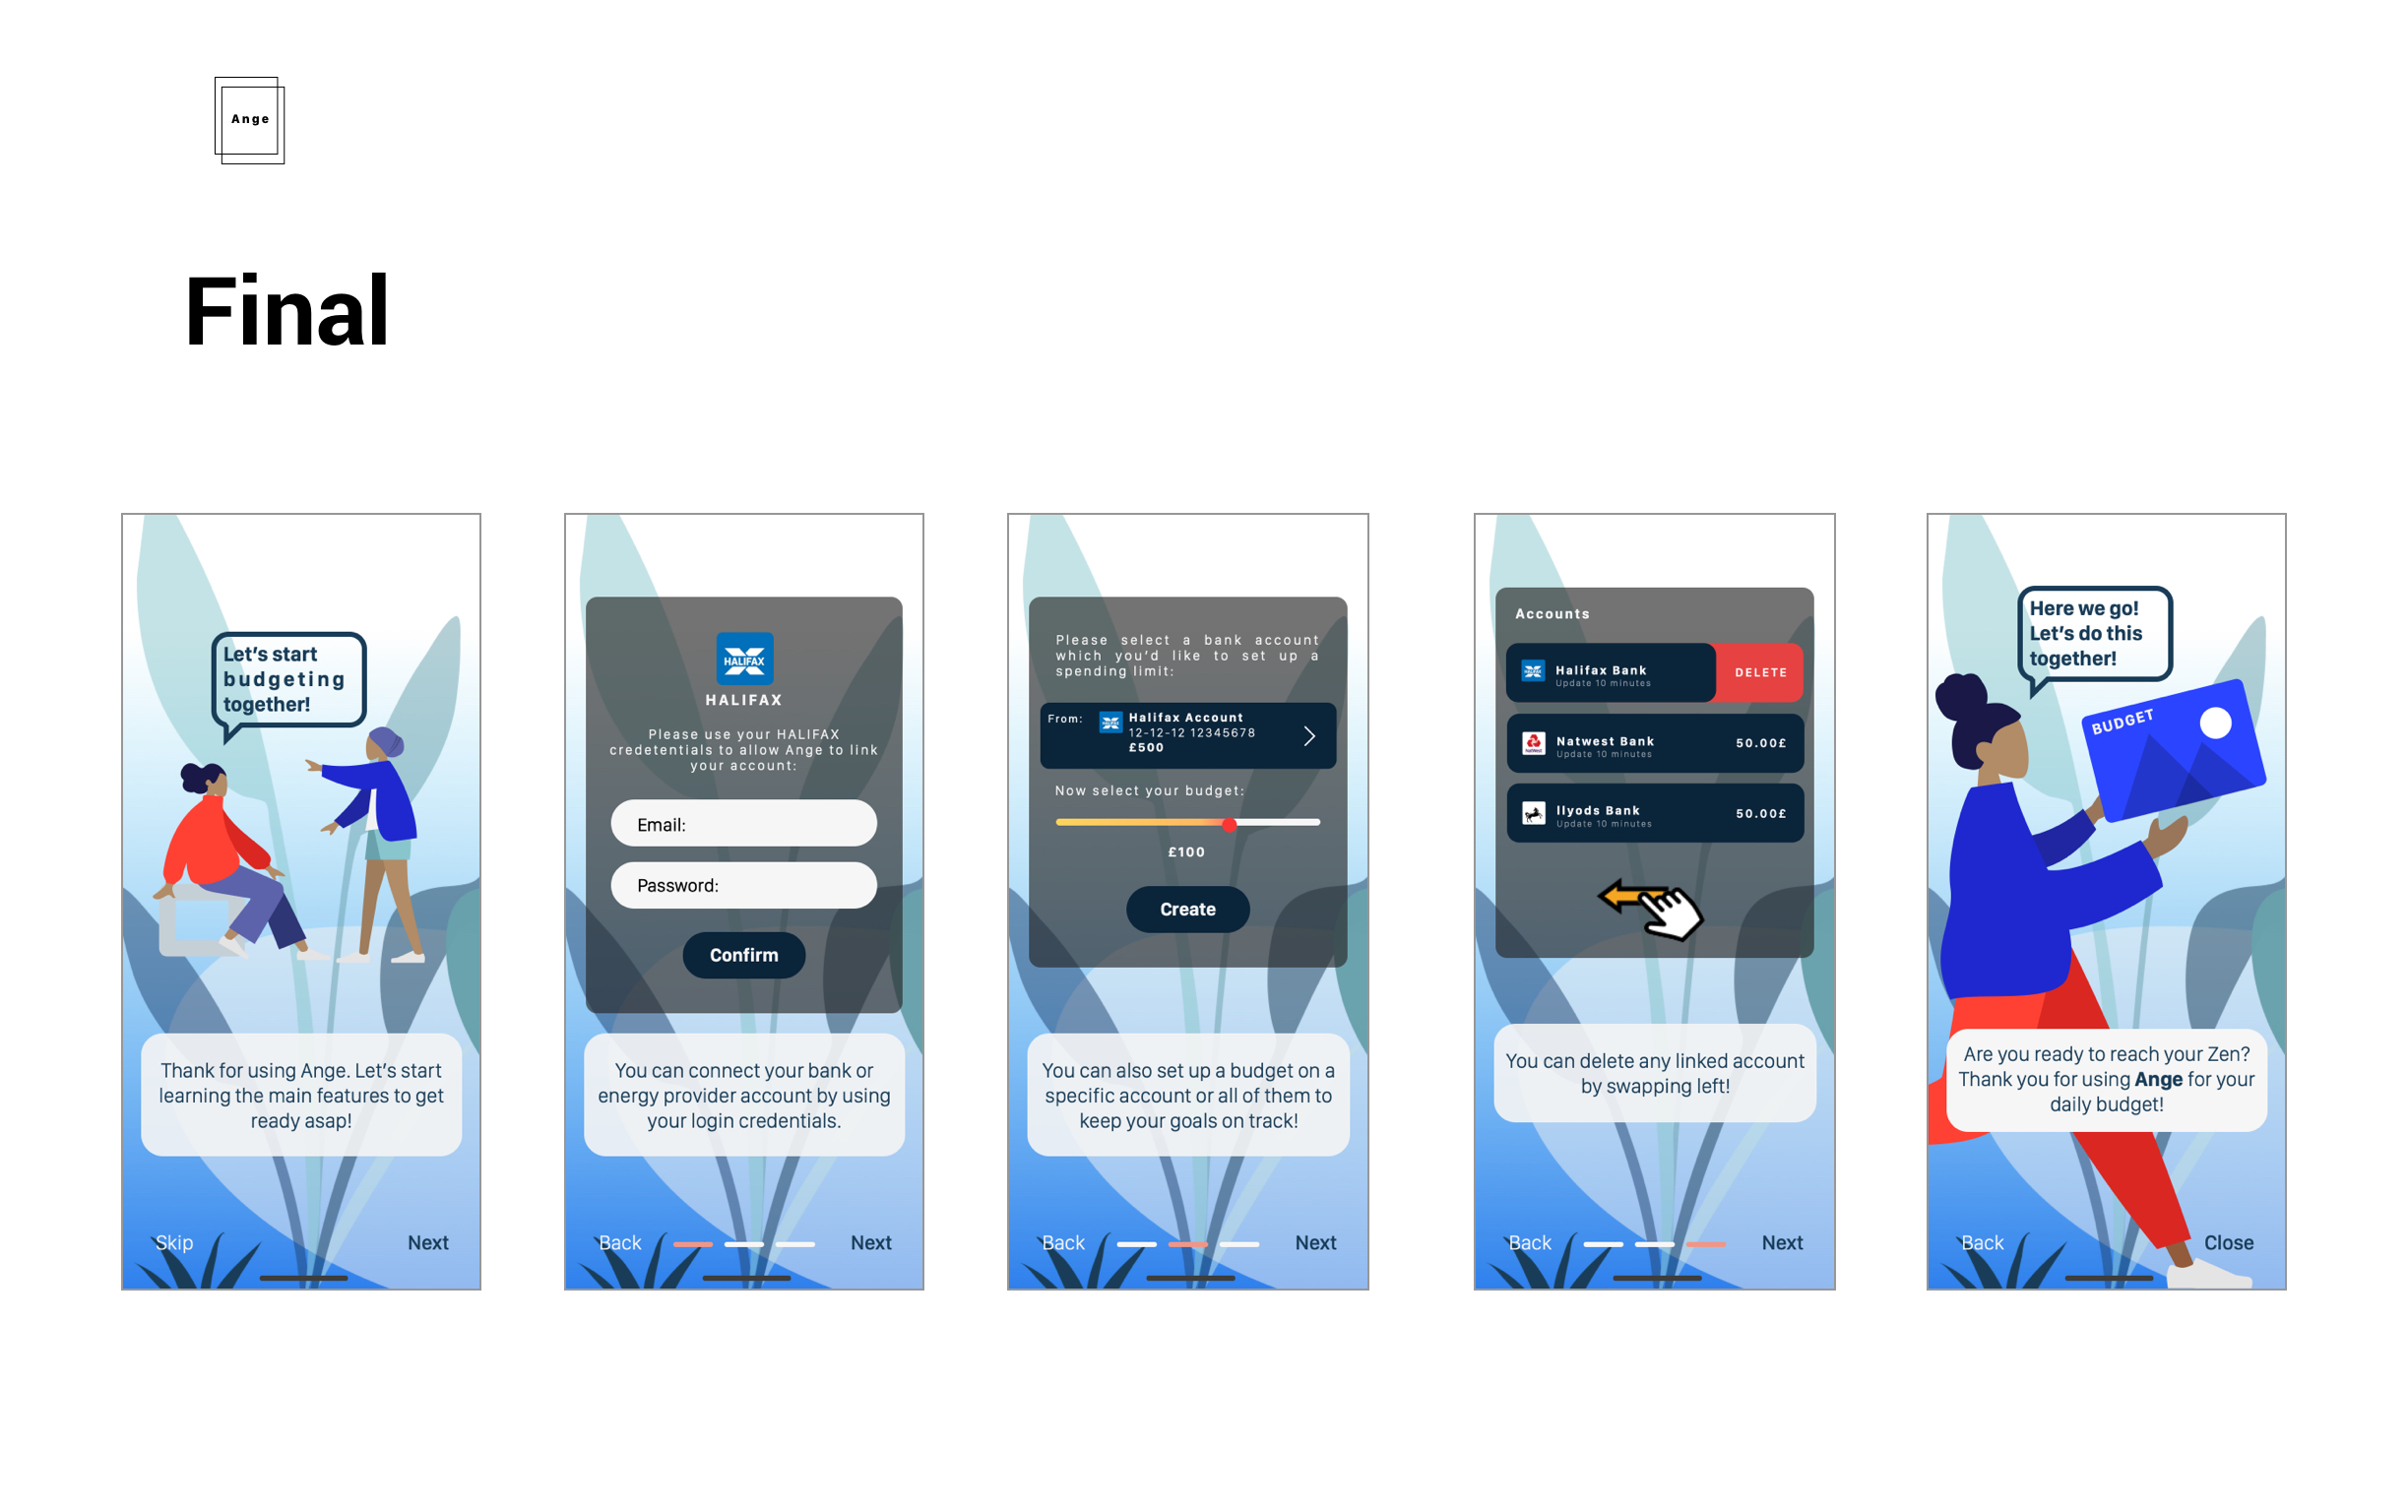 Ange
Final
Let's start
budgeting
together!
Thank for using Ange. Let's start
learning the main features to get
ready asap!
Skip
Next
HALIFAX
HALIFAX
Please use your HALIFAX
credetentials to allow Ange to link
your account:
Email:
Password:
Confirm
You can connect your bank or
energy provider account by using
your login credentials.
Back
Next
Please select a bank account
which you'd like to set up a
spending limit:
From:
HALIFAX
Halifax Account
12-12-12 12345678
£500
Now select your budget:
£100
Create
You can also set up a budget on a
specific account or all of them to
keep your goals on track!
Back
Next
Accounts
HALIFAX
Halifax Bank
Update 10 minutes
DELETE
NatWest
Natwest Bank
Update 10 minutes
50.00£
llyods Bank
Update 10 minutes
50.00£
You can delete any linked account
by swapping left!
Back
Next
Here we go!
Let's do this
together!
BUDGET
Are you ready to reach your Zen?
Thank you for using Ange for your
daily budget!
Back
Close